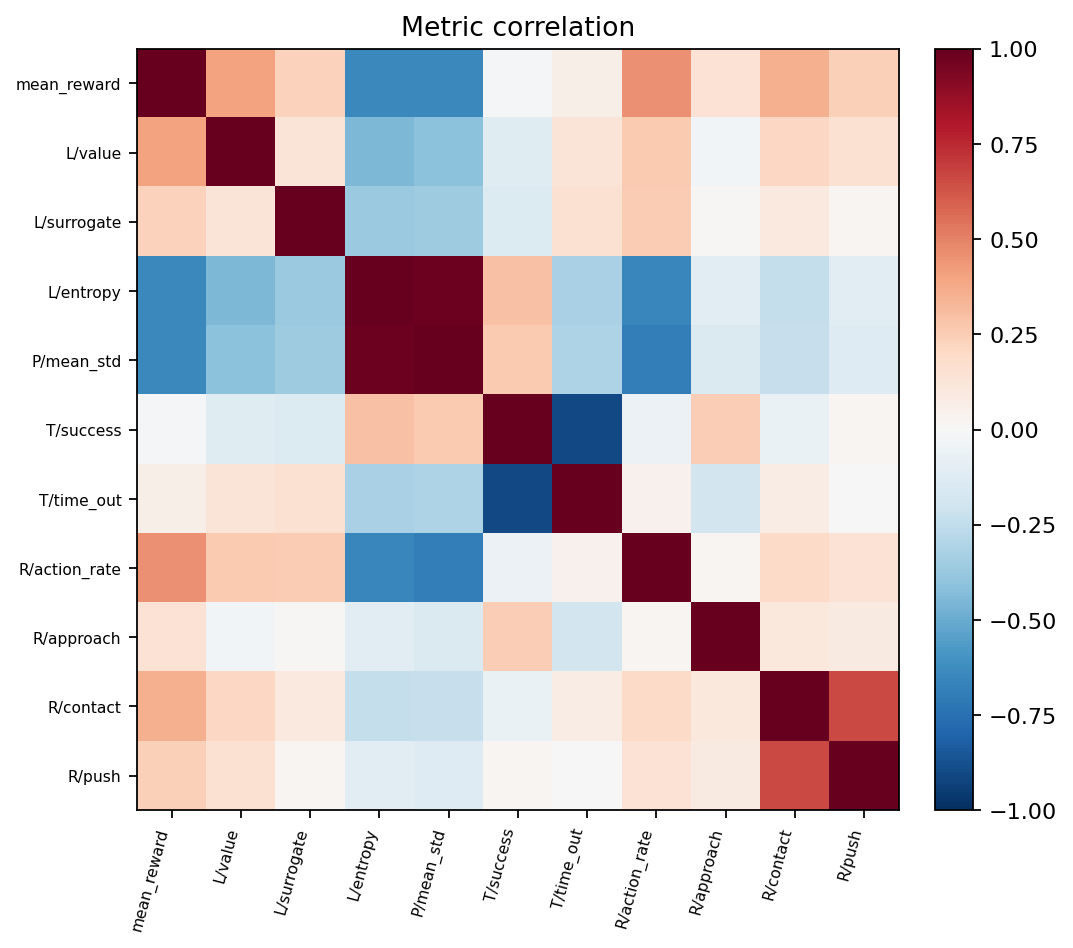 Metric correlation
mean_reward
L/value
L/surrogate
L/entropy
P/mean_std
T/success
T/time_out
R/action_rate
R/approach
R/contact
R/push
mean_reward
L/value
L/surrogate
L/entropy
P/mean_std
T/success
T/time_out
R/action_rate
R/approach
R/contact
R/push
1.00
0.75
0.50
0.25
0.00
−0.25
−0.50
−0.75
−1.00